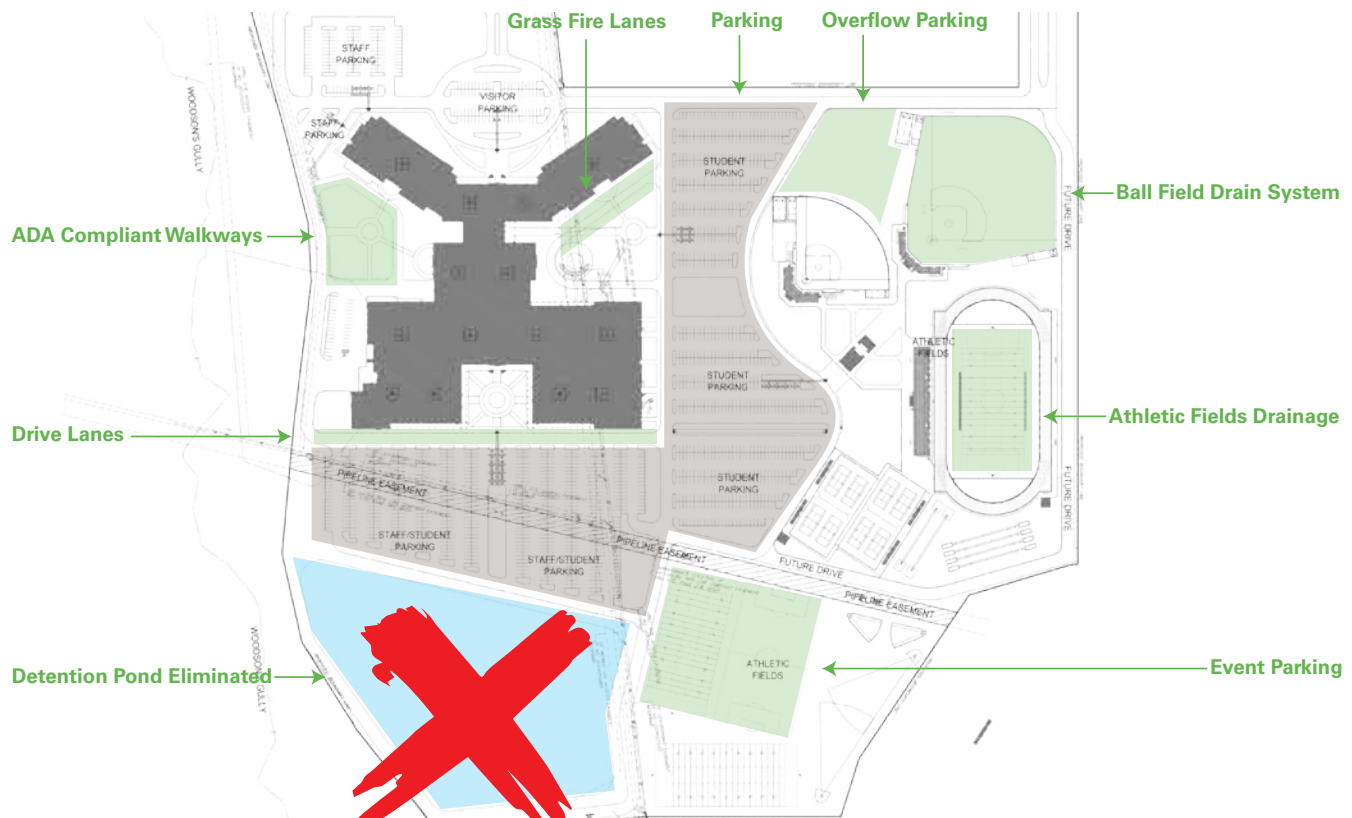 Grass Fire Lanes
Parking
Overflow Parking
STAFF
PARKING
VISITOR
PARKING
STAFF
PARKING
WOODSON'S GULLY
STUDENT
PARKING
FUTURE DRIVE
Ball Field Drain System
ADA Compliant Walkways
ATHLETIC
FIELDS
STUDENT
PARKING
Athletic Fields Drainage
Drive Lanes
PIPELINE EASEMENT
STUDENT
PARKING
FUTURE DRIVE
STAFF/STUDENT
PARKING
STAFF/STUDENT
PARKING
PIPELINE EASEMENT
FUTURE DRIVE
PIPELINE EASEMENT
WOODSON'S GULLY
Detention Pond Eliminated
ATHLETIC
FIELDS
Event Parking